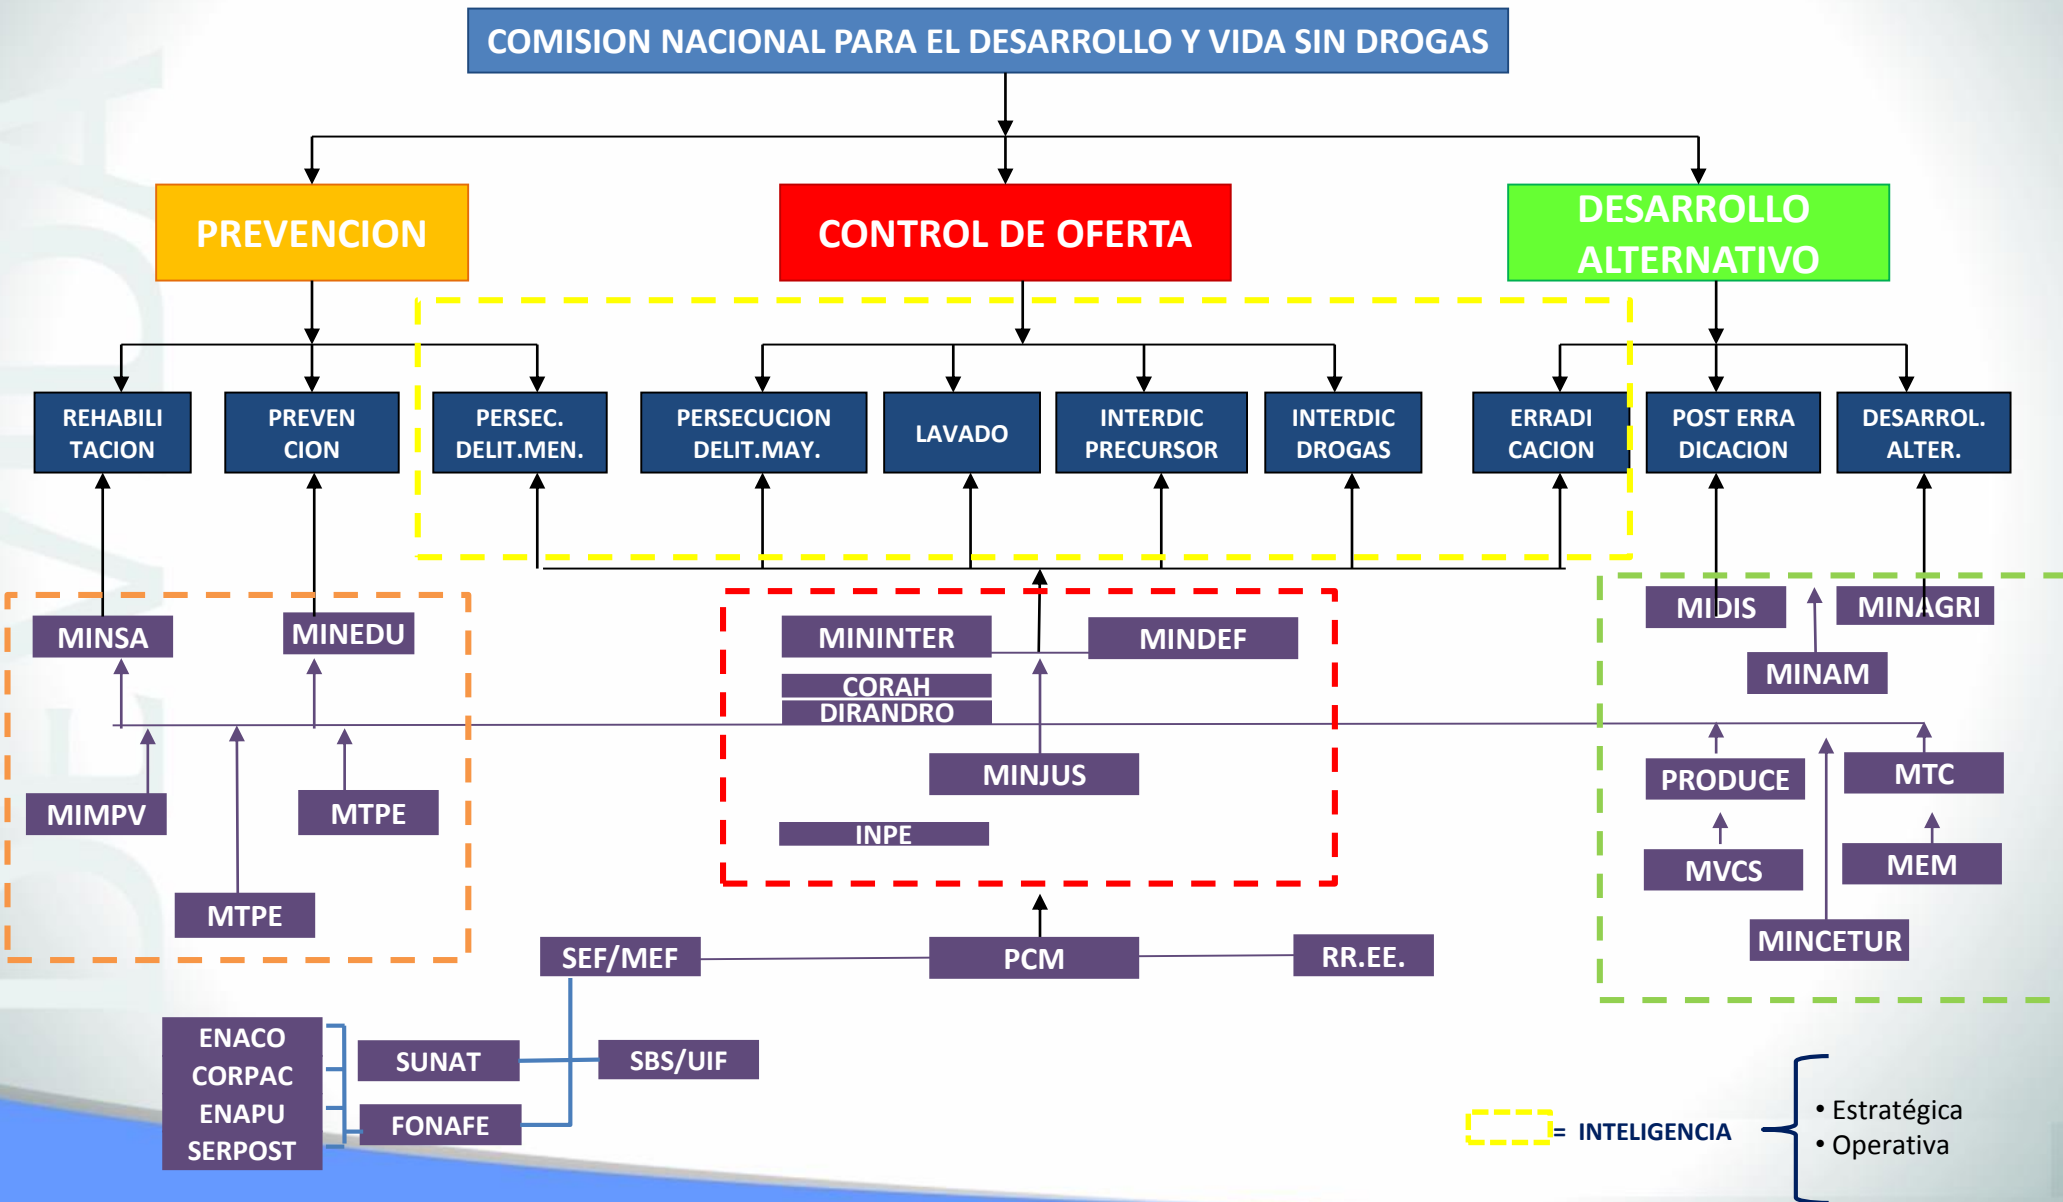 COMISION NACIONAL PARA EL DESARROLLO Y VIDA SIN DROGAS
PREVENCION
CONTROL DE OFERTA
DESARROLLO
ALTERNATIVO
REHABILI
TACION
PREVEN
CION
PERSEC.
DELIT.MEN.
PERSECUCION
DELIT.MAY.
LAVADO
INTERDIC
PRECURSOR
INTERDIC
DROGAS
ERRADI
CACION
POST ERRA
DICACION
DESARROL.
ALTER.
MINSA
MINEDU
MIMPV
MTPE
MTPE
MININTER
MINDEF
CORAH
DIRANDRO
MINJUS
INPE
MIDIS
MINAGRI
MINAM
PRODUCE
MTC
MVCS
MEM
MINCETUR
SEF/MEF
PCM
RR.EE.
ENACO
CORPAC
ENAPU
SERPOST
SUNAT
SBS/UIF
FONAFE
= INTELIGENCIA
• Estratégica
• Operativa
DEVIDA